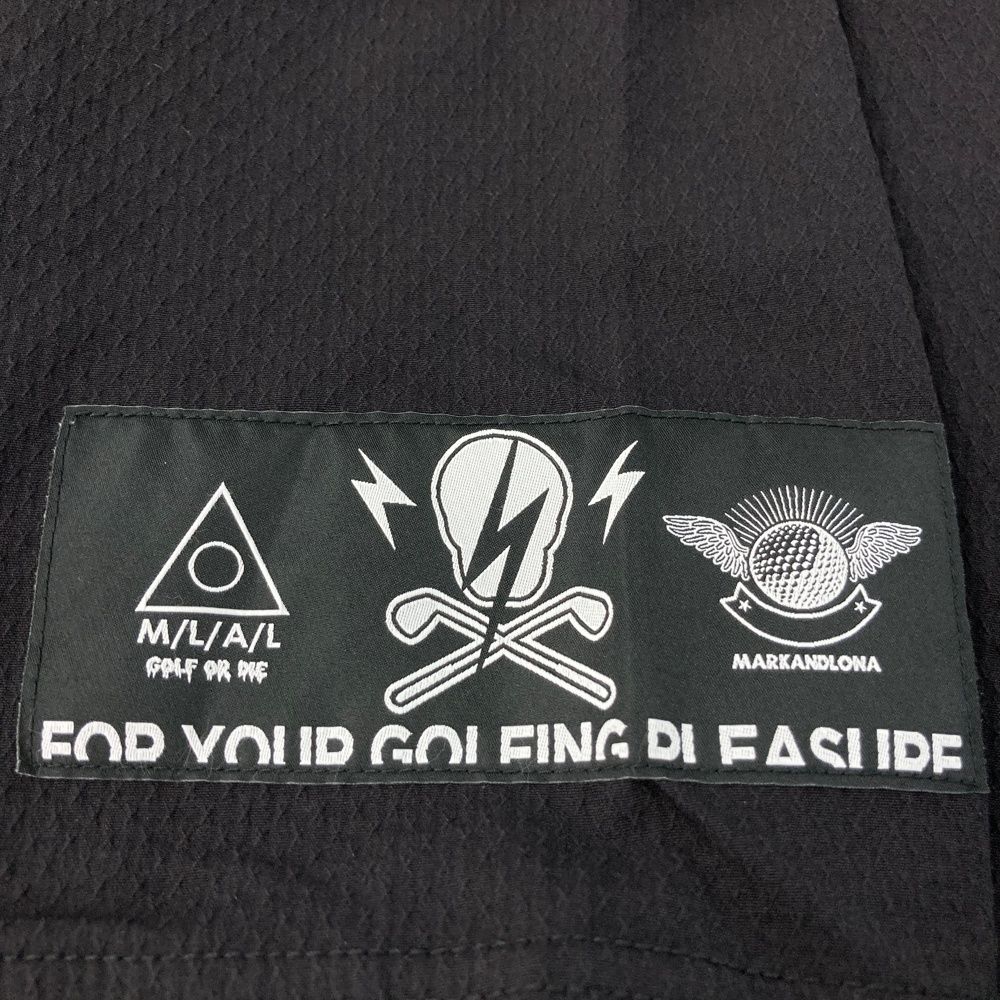 M/L/A/L
GOLF OR DIE
MARKANDLONA
FOR YOUR GOLFING PLEASURE